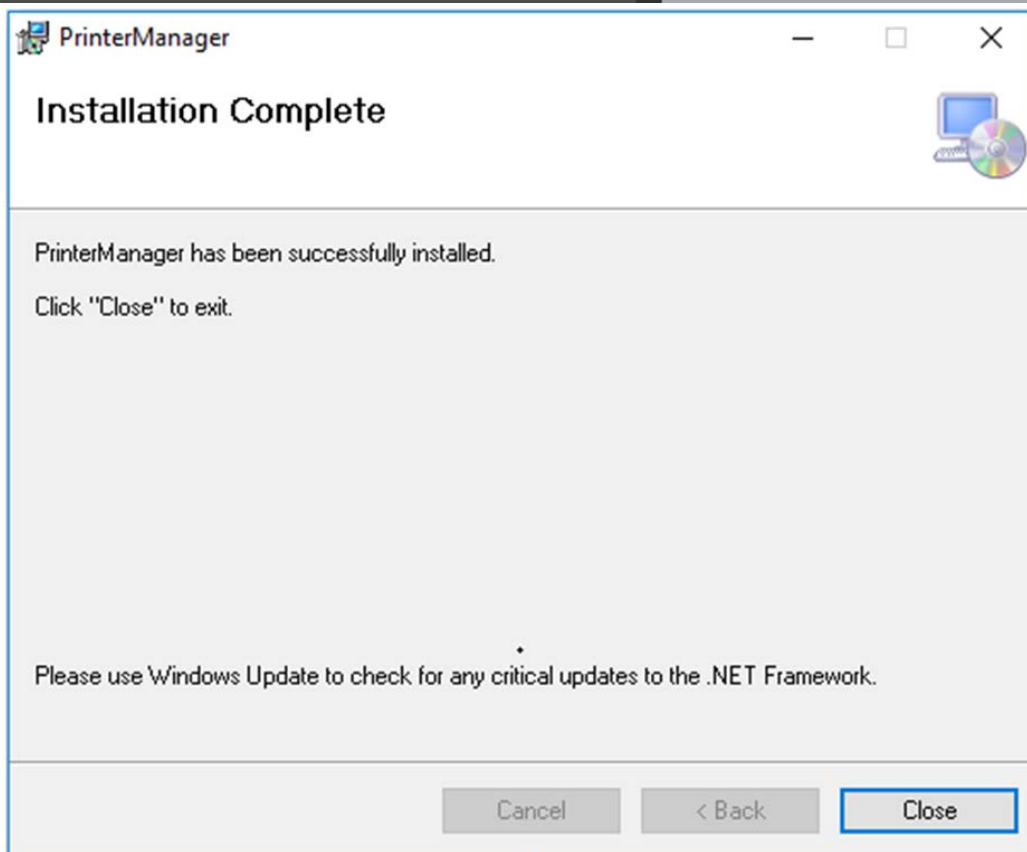 PrinterManager
Installation Complete
PrinterManager has been successfully installed.
Click "Close" to exit.
Please use Windows Update to check for any critical updates to the .NET Framework.
Cancel
< Back
Close